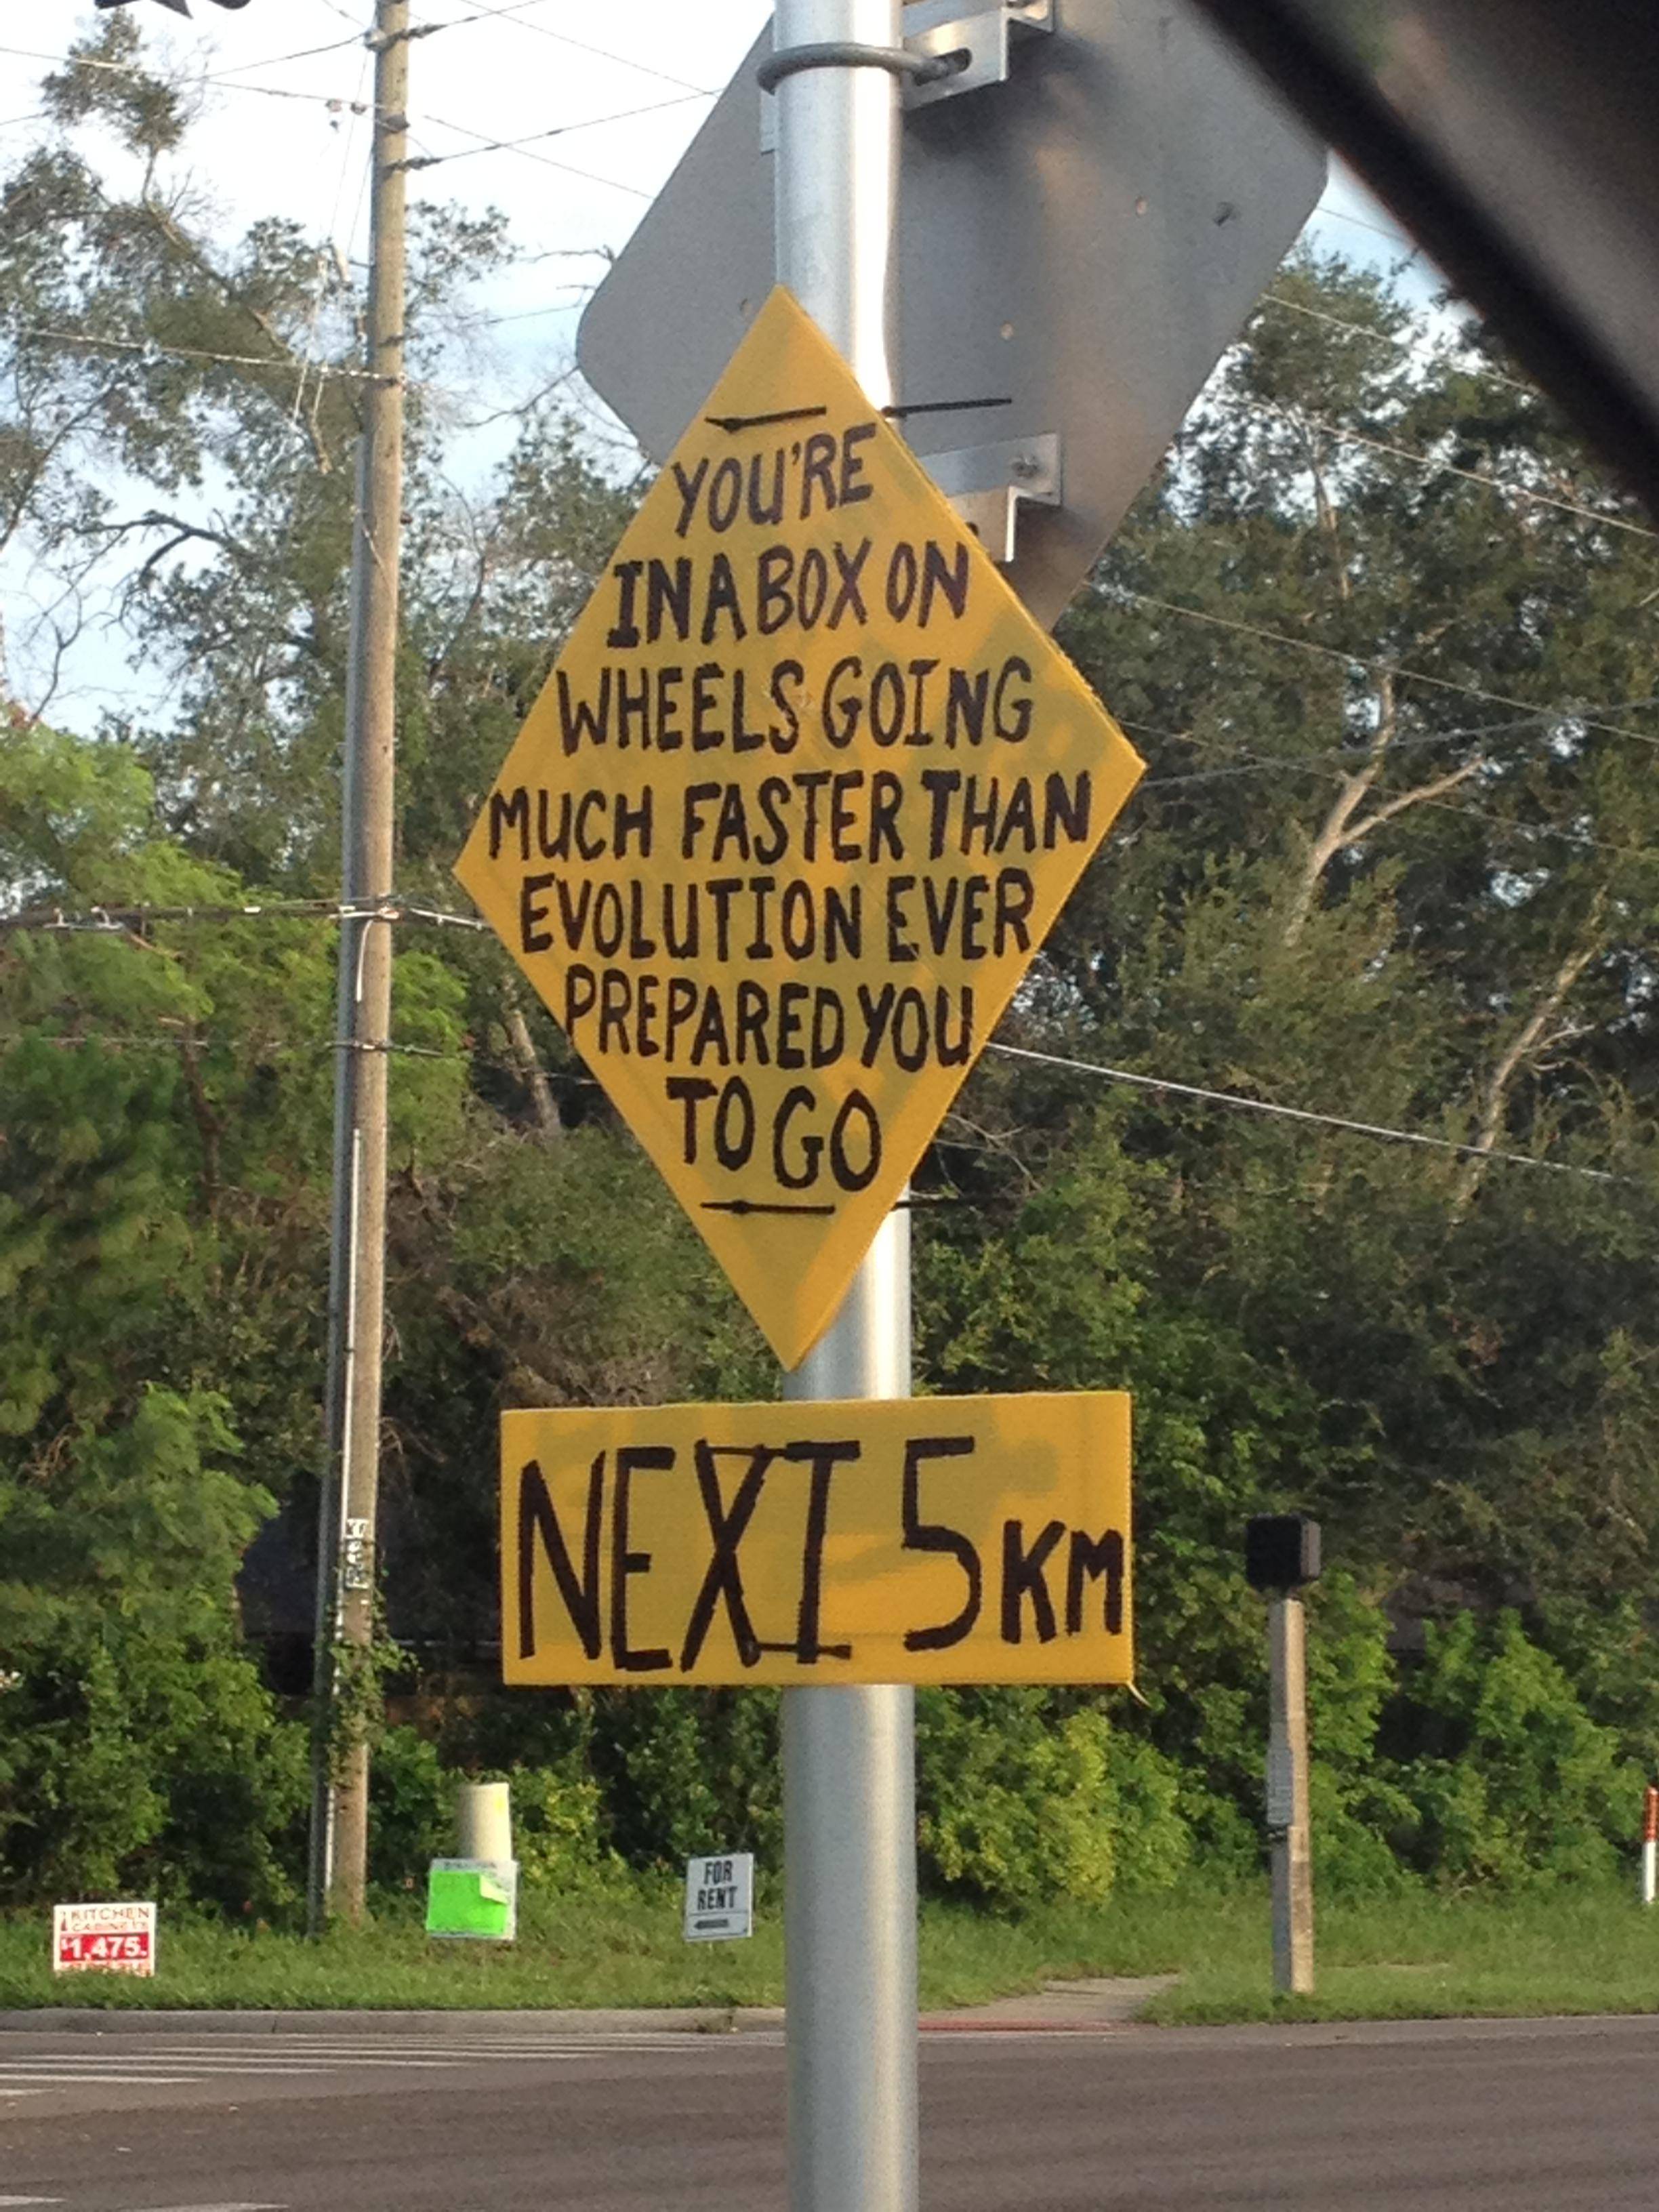 YOU'RE
IN A BOX ON
WHEELS GOING
MUCH FASTER THAN
EVOLUTION EVER
PREPARED YOU
TO GO
NEXT 5 KM
FOR
RENT
KITCHEN
CABINETS
$1,475.